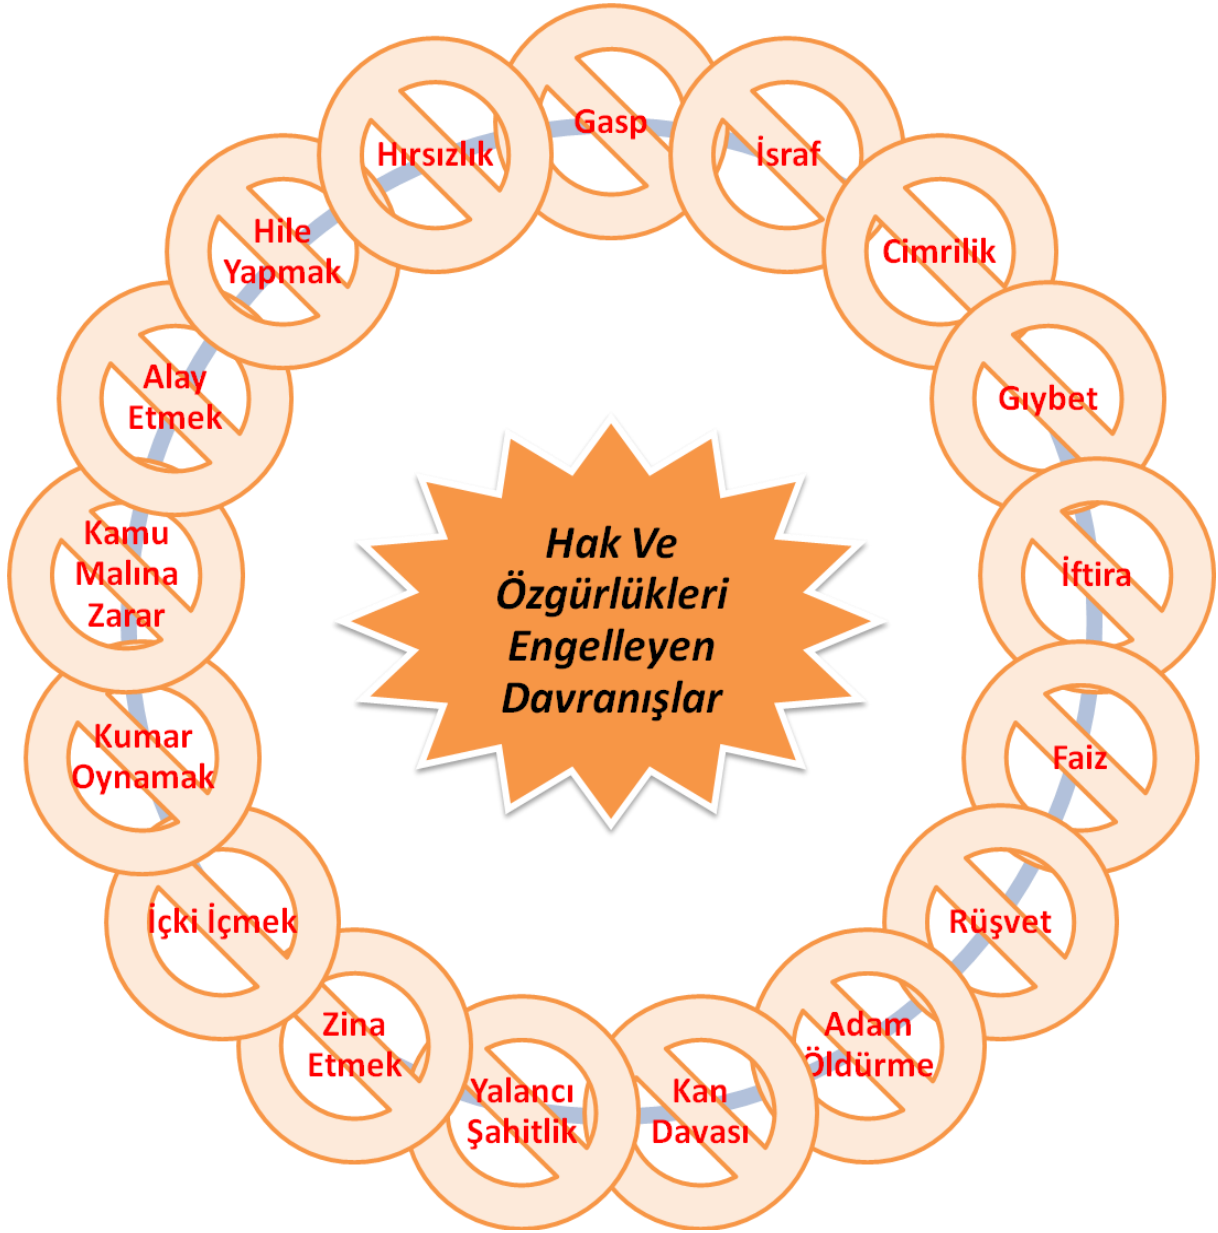 Gasp
İsraf
Cimrilik
Gıybet
İftira
Faiz
Rüşvet
Adam
Öldürme
Kan
Davası
Yalancı
Şahitlik
Zina
Etmek
İçki İçmek
Kumar
Oynamak
Kamu
Malına
Zarar
Alay
Etmek
Hile
Yapmak
Hırsızlık
Hak Ve
Özgürlükleri
Engelleyen
Davranışlar